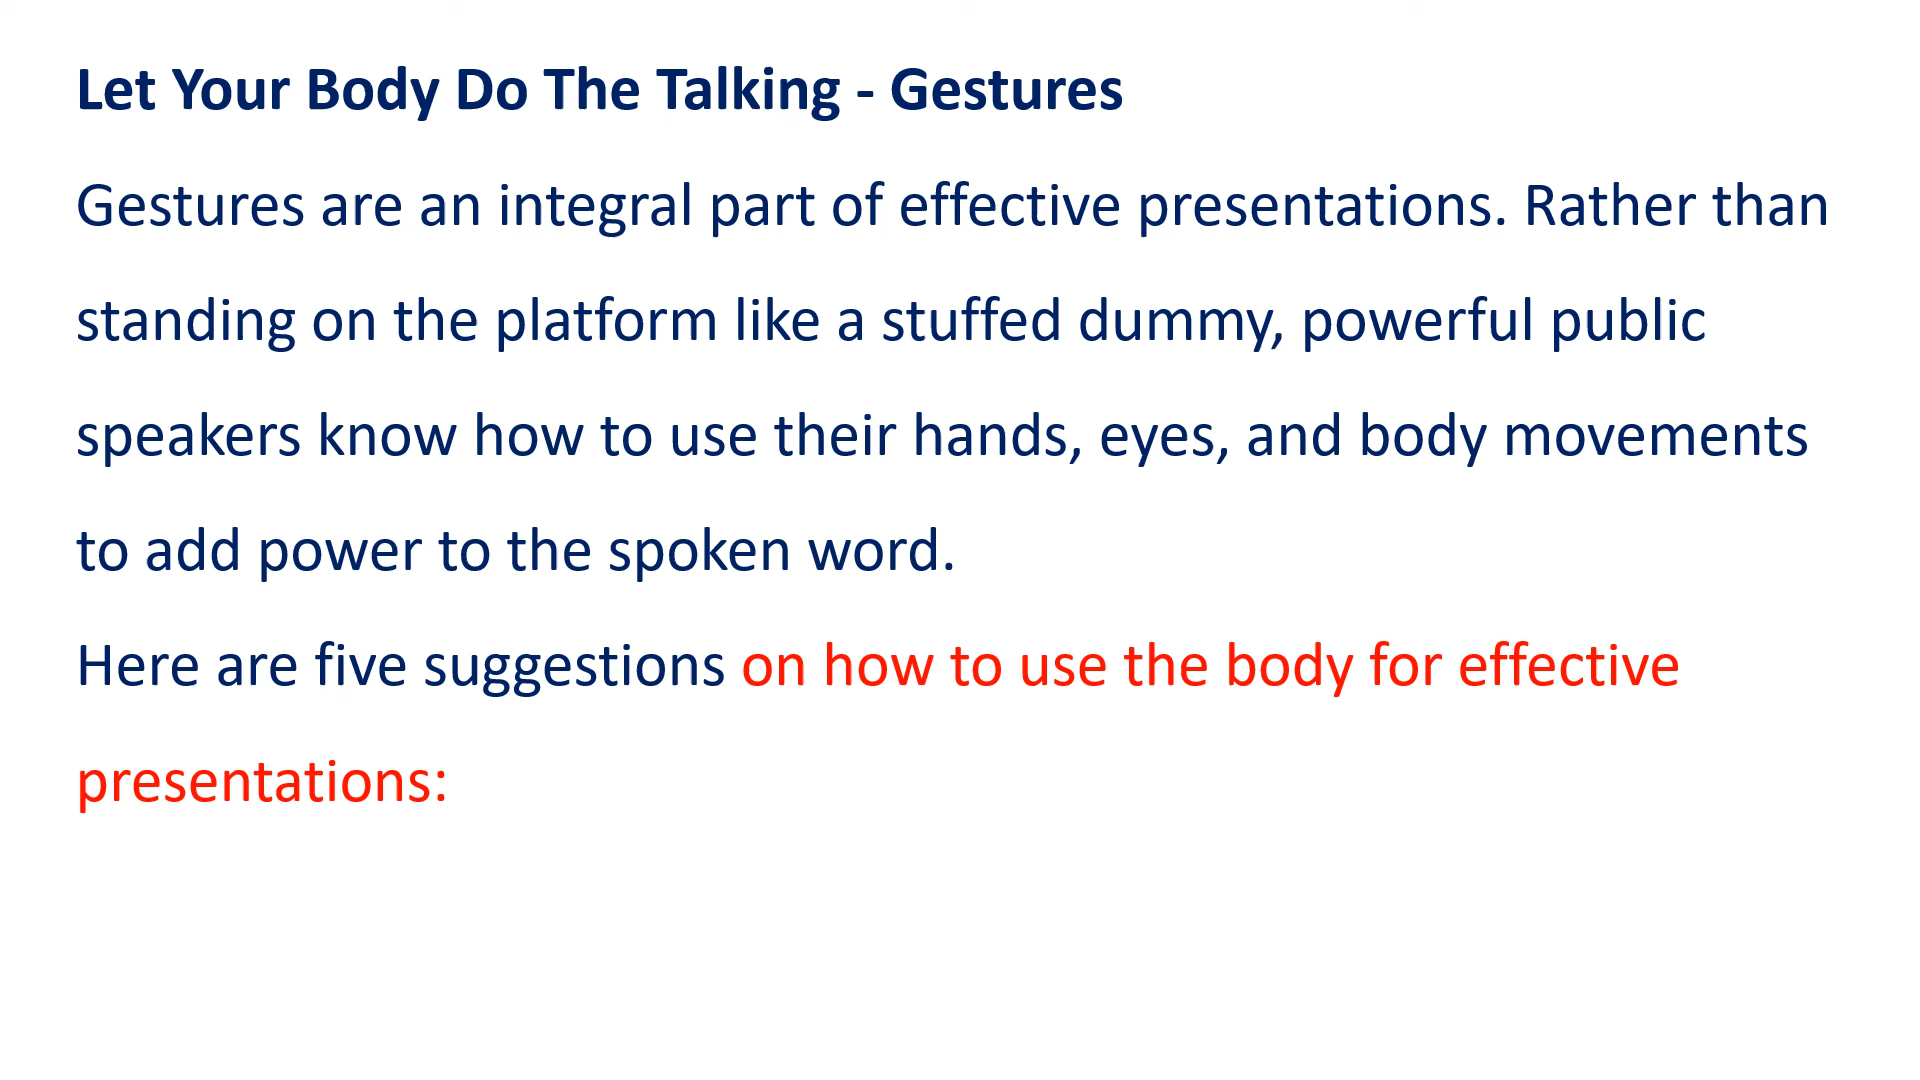 Let Your Body Do The Talking - Gestures
Gestures are an integral part of effective presentations. Rather than
standing on the platform like a stuffed dummy, powerful public
speakers know how to use their hands, eyes, and body movements
to add power to the spoken word.
Here are five suggestions on how to use the body for effective
presentations: